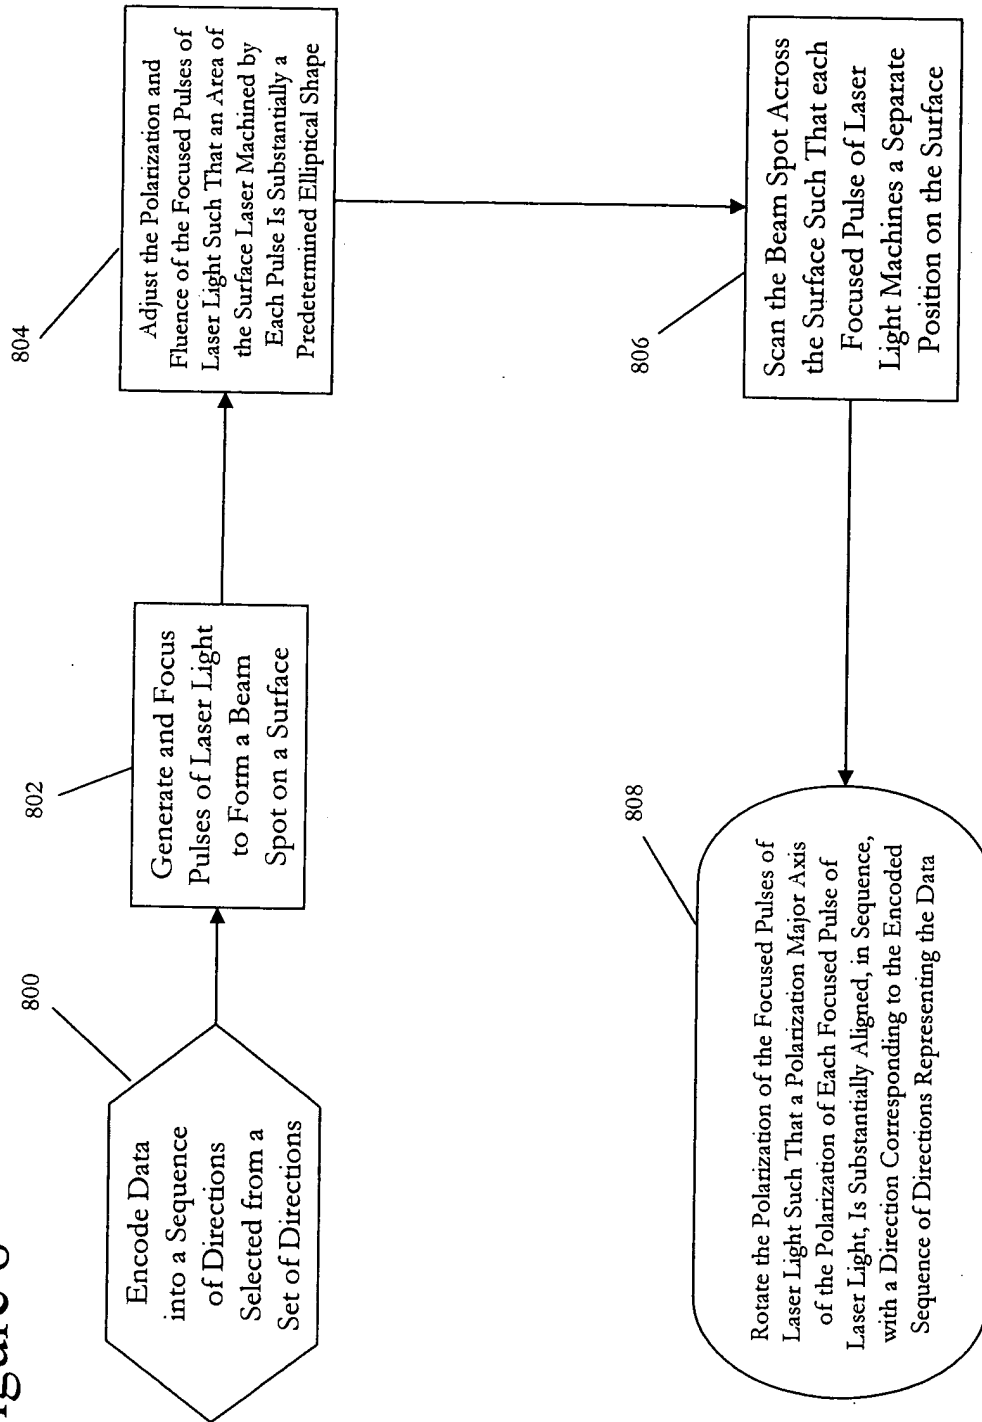 800
Encode Data
into a Sequence
of Directions
Selected from a
Set of Directions
802
Generate and Focus
Pulses of Laser Light
to Form a Beam
Spot on a Surface
804
Adjust the Polarization and
Fluence of the Focused Pulses of
Laser Light Such That an Area of
the Surface Laser Machined by
Each Pulse Is Substantially a
Predetermined Elliptical Shape
806
Scan the Beam Spot Across
the Surface Such That each
Focused Pulse of Laser
Light Machines a Separate
Position on the Surface
808
Rotate the Polarization of the Focused Pulses of
Laser Light Such That a Polarization Major Axis
of the Polarization of Each Focused Pulse of
Laser Light, Is Substantially Aligned, in Sequence,
with a Direction Corresponding to the Encoded
Sequence of Directions Representing the Data